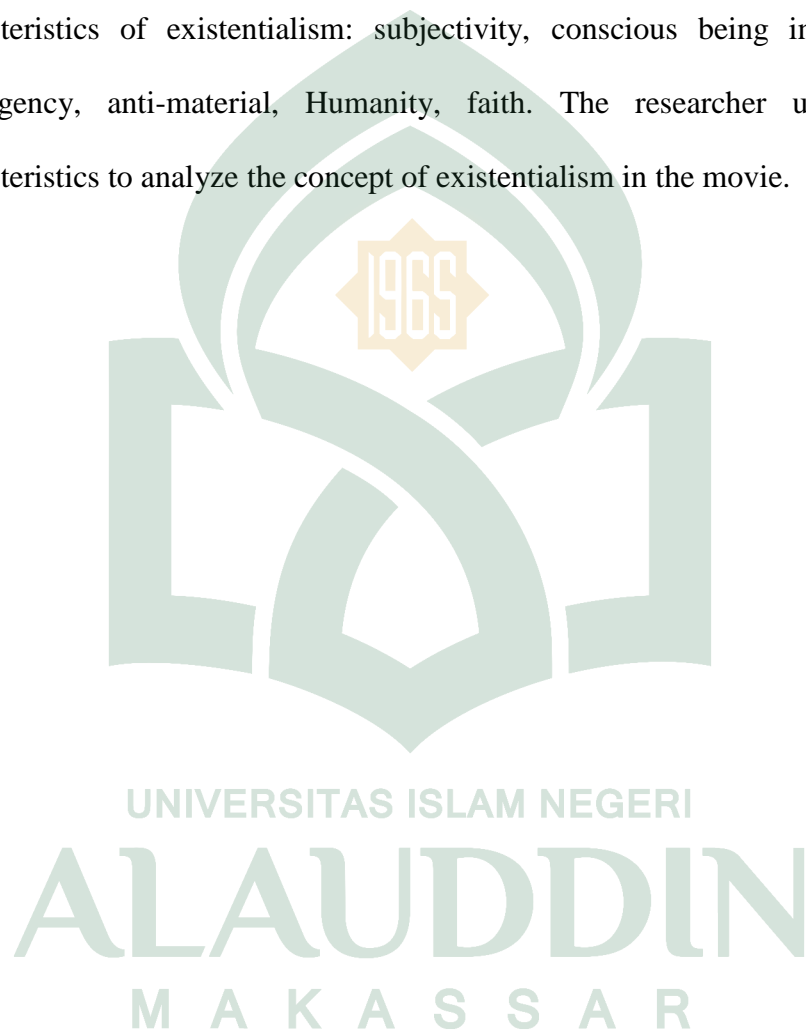 teristics of existentialism: subjectivity, conscious being
gency, anti-material, Humanity, faith. The researcher
teristics to analyze the concept of existentialism in the movie.
1965
UNIVERSITAS ISLAM NEGERI
ALAUDDIN
MAKASSAR